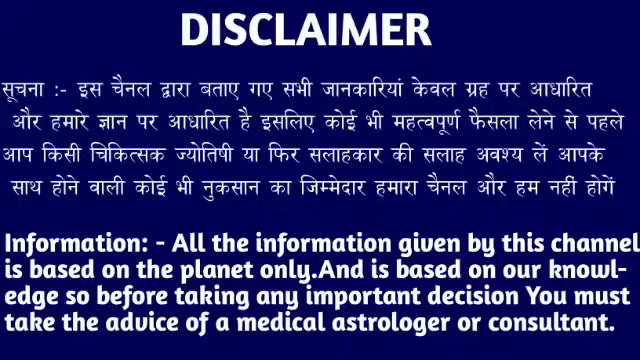 DISCLAIMER
सूचना :- इस चैनल द्वारा बताए गए सभी जानकारियां केवल ग्रह पर आधारित
और हमारे ज्ञान पर आधारित है इसलिए कोई भी महत्वपूर्ण फैसला लेने से पहले
आप किसी चिकित्सक ज्योतिषी या फिर सलाहकार की सलाह अवश्य लें आपके
साथ होने वाली कोई भी नुकसान का जिम्मेदार हमारा चैनल और हम नहीं होगें
Information: - All the information given by this channel
is based on the planet only.And is based on our knowl-
edge so before taking any important decision You must
take the advice of a medical astrologer or consultant.